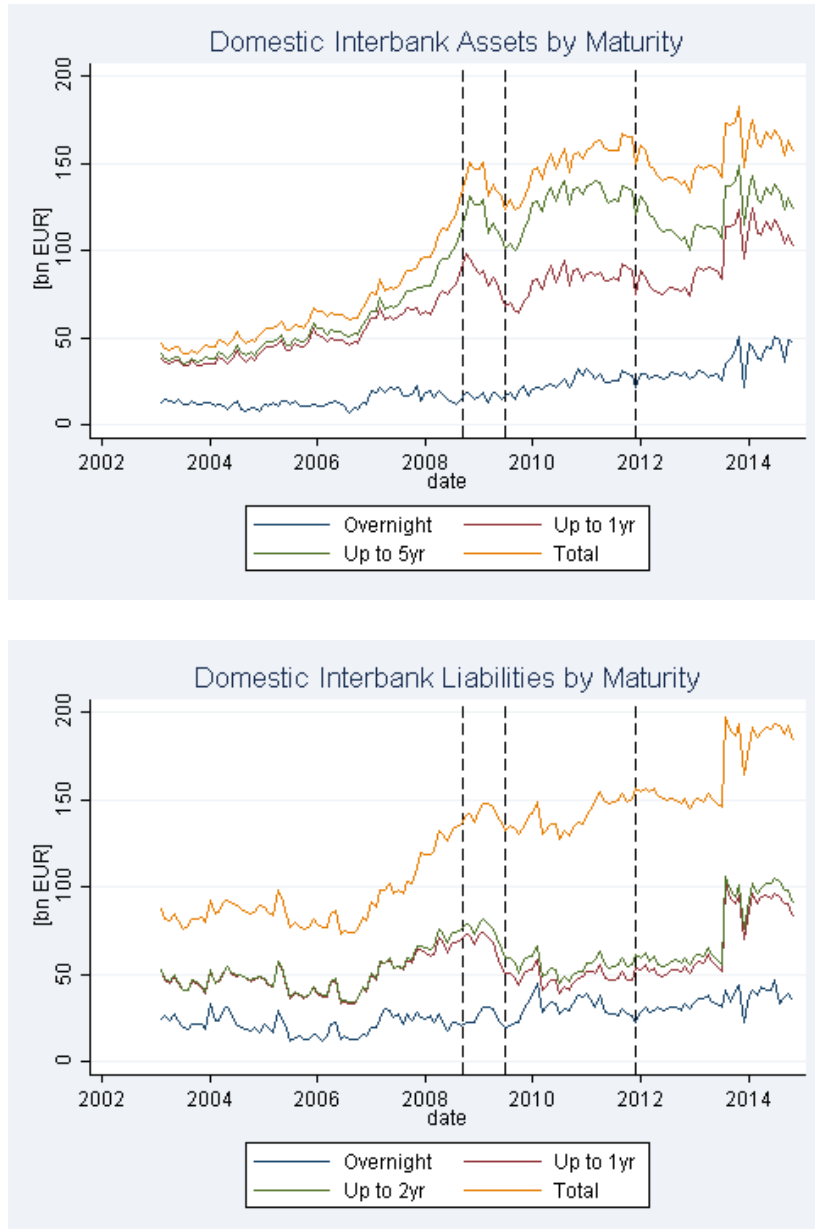 Domestic Interbank Assets by Maturity
200
150
100
50
0
[bn EUR]
2002 2004 2006 2008 2010 2012 2014
date
Overnight Up to 1yr
Up to 5yr Total
Domestic Interbank Liabilities by Maturity
200
150
100
50
0
[bn EUR]
2002 2004 2006 2008 2010 2012 2014
date
Overnight Up to 1yr
Up to 2yr Total